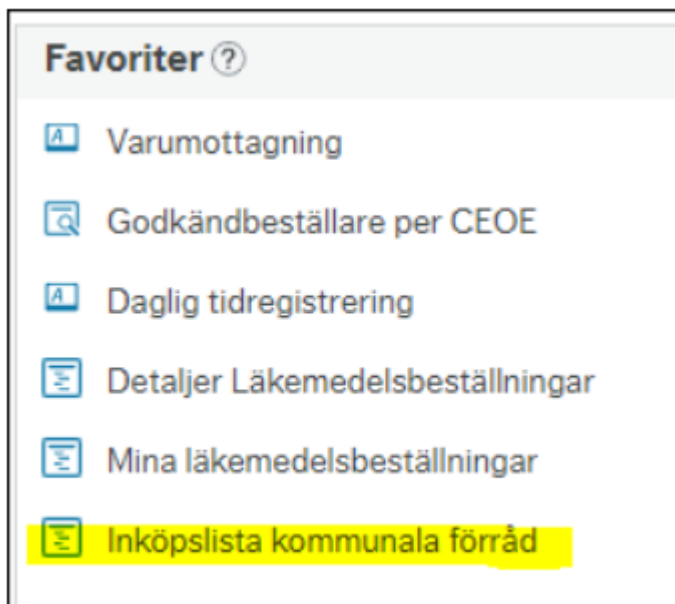 Favoriter ?
Varumottagning
Godkändbeställare per CEOE
Daglig tidregistrering
Detaljer Läkemedelsbeställningar
Mina läkemedelsbeställningar
Inköpslista kommunala förråd